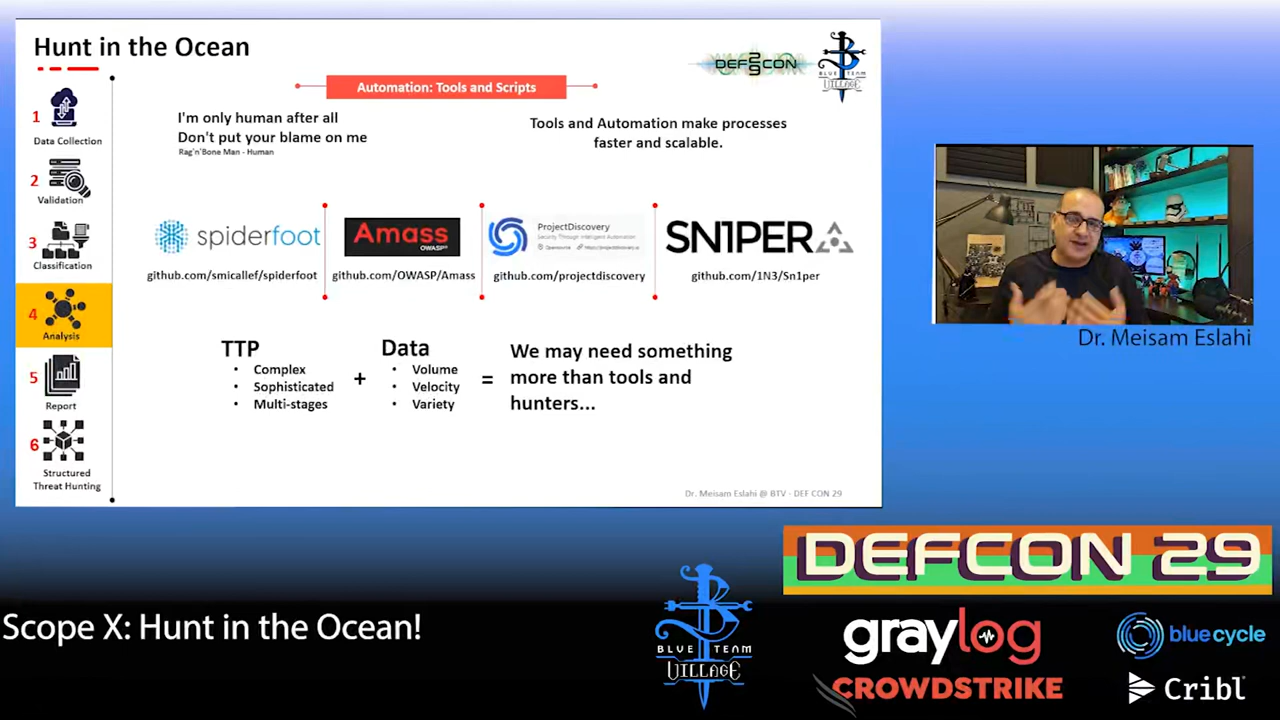 Hunt in the Ocean
DEF29CON
BLUE TEAM
VILLAGE
Automation: Tools and Scripts
I'm only human after all
Don't put your blame on me
Rag'n'Bone Man - Human
Tools and Automation make processes
faster and scalable.
1
Data Collection
2
Validation
3
Classification
4
Analysis
5
Report
6
Structured
Threat Hunting
spiderfoot
github.com/smicallef/spiderfoot
Amass
OWASP
github.com/OWASP/Amass
ProjectDiscovery
Security Through Intelligent Automation
github.com/projectdiscovery
SN1PER
github.com/1N3/Sn1per
TTP
• Complex
• Sophisticated
• Multi-stages
+
Data
• Volume
• Velocity
• Variety
=
We may need something
more than tools and
hunters...
Dr. Meisam Eslahi @ BTV - DEF CON 29
Dr. Meisam Eslahi
DEFCON 29
Scope X: Hunt in the Ocean!
BLUE TEAM
VILLAGE
graylog
bluecycle
CROWDSTRIKE
Cribl